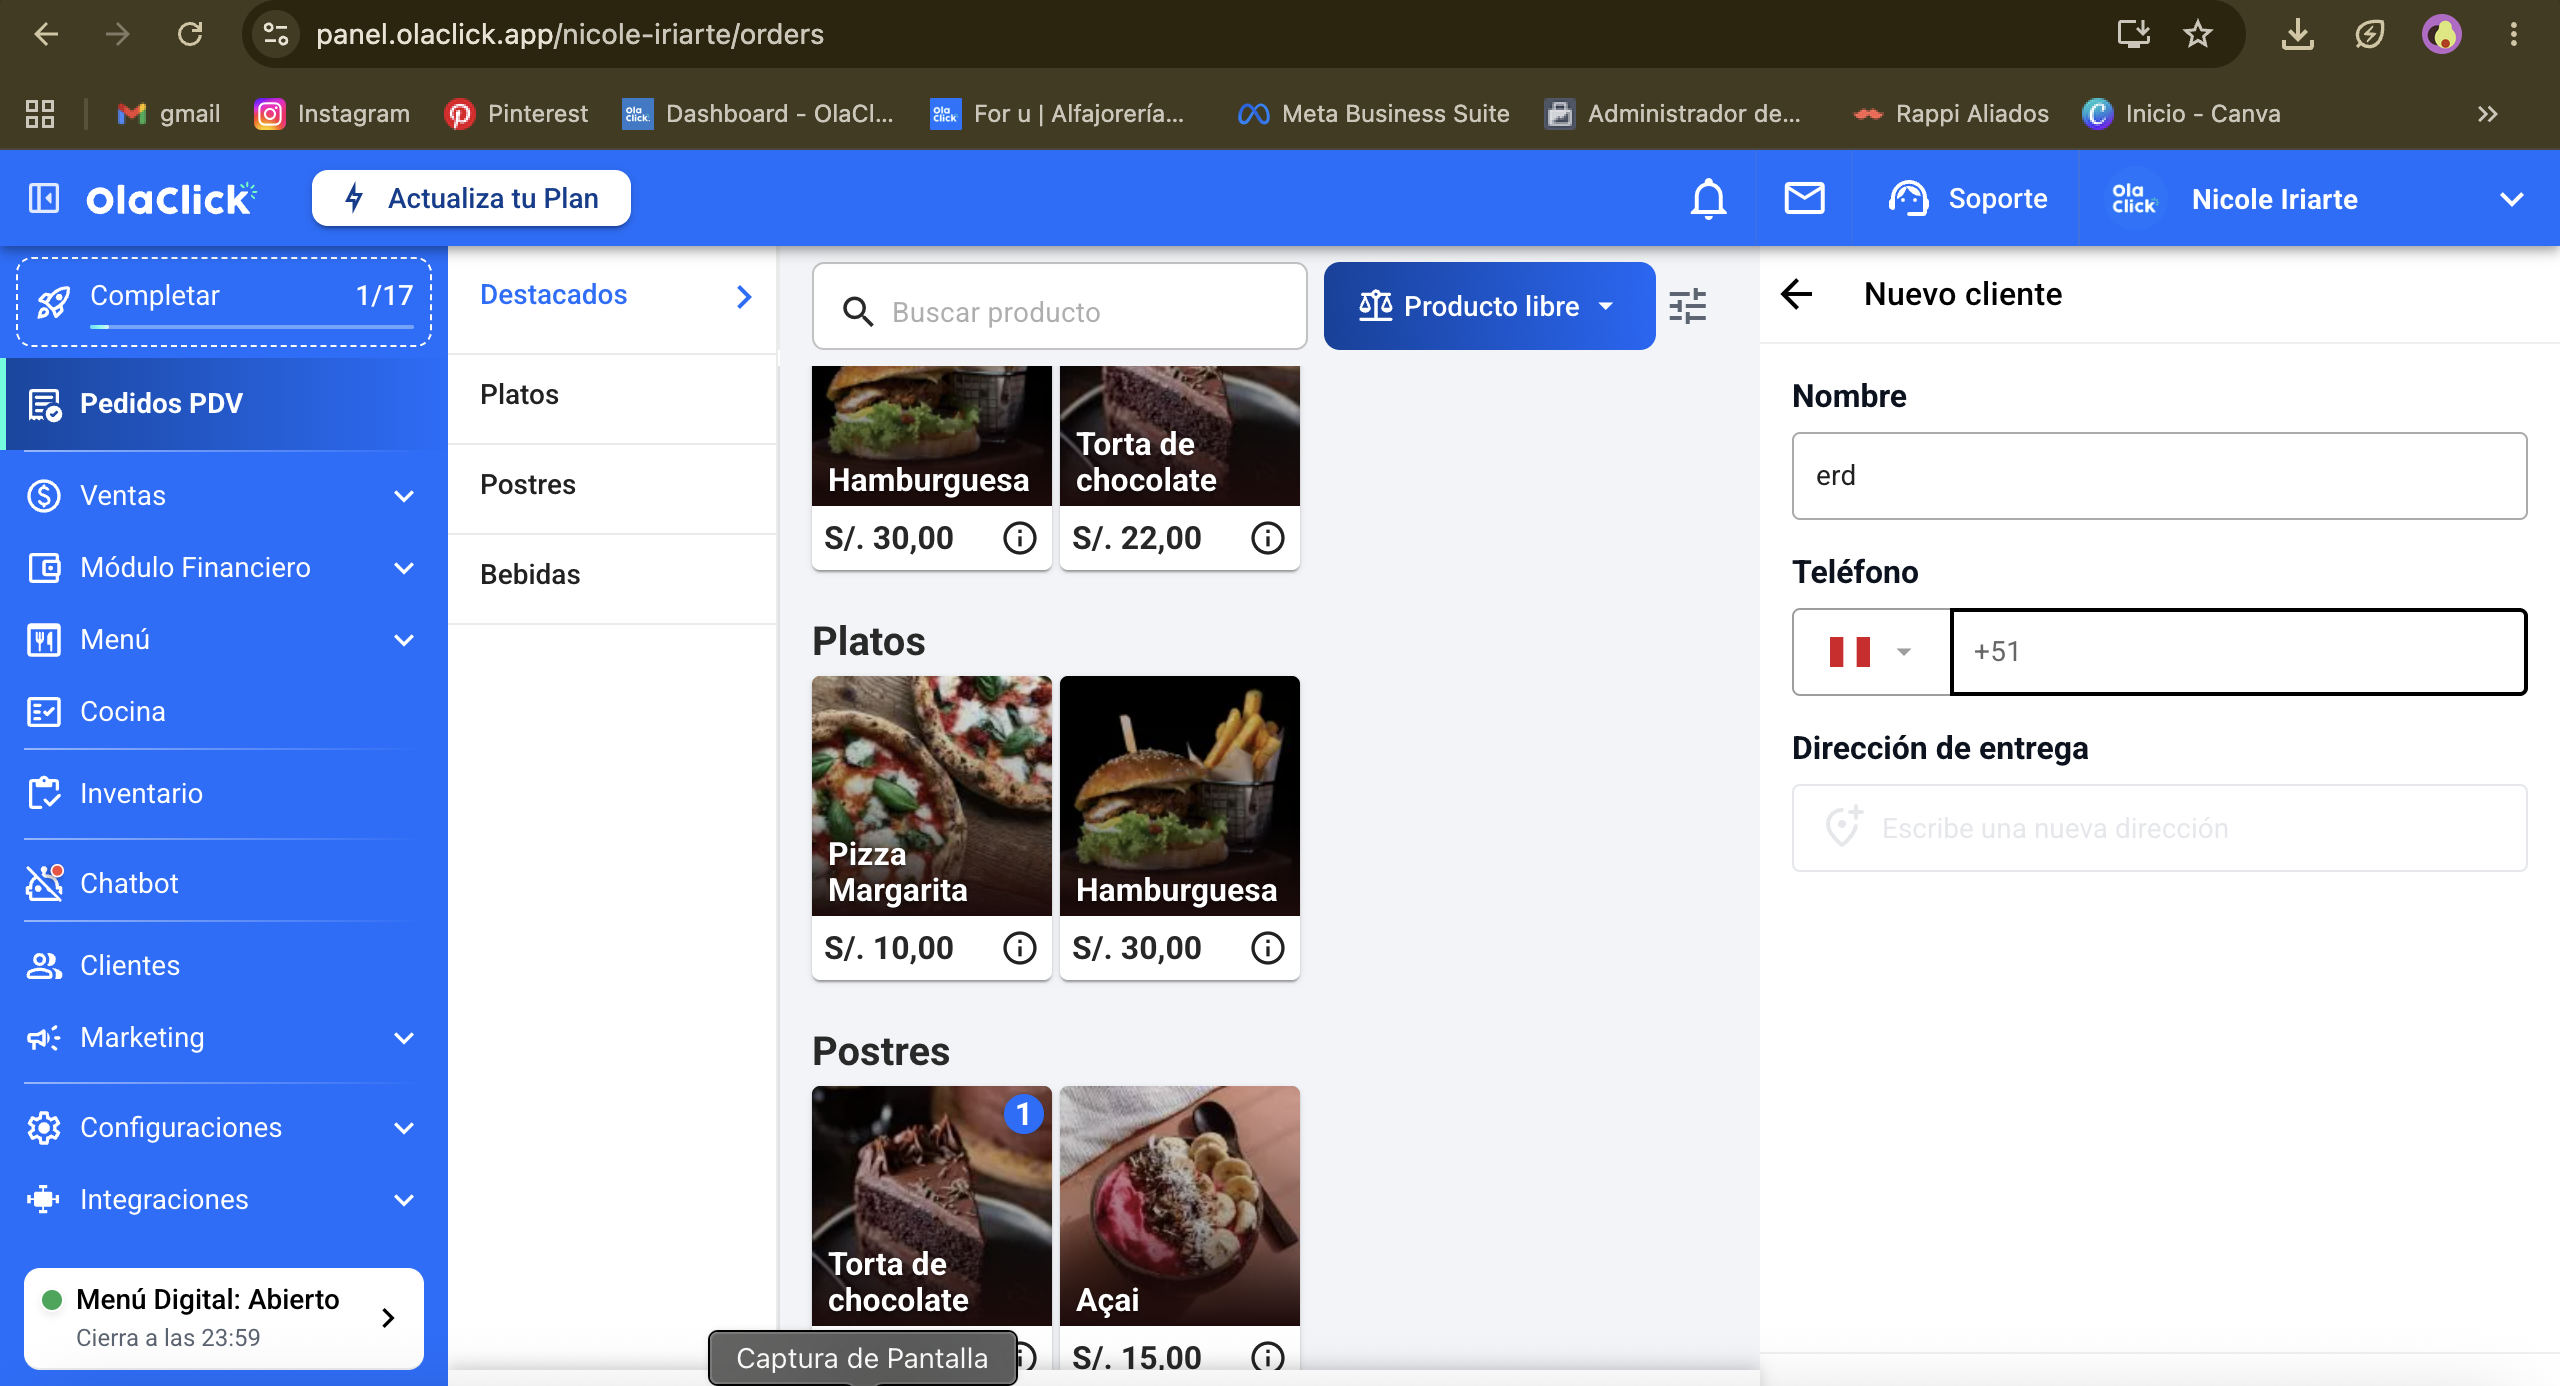 panel.olaclick.app/nicole-iriarte/orders
gmail
Instagram
Pinterest
Dashboard - OlaCl...
For u | Alfajorería...
Meta Business Suite
Administrador de...
Rappi Aliados
Inicio - Canva
olaclick
Actualiza tu Plan
Soporte
Ola Click
Nicole Iriarte
Completar
1/17
Pedidos PDV
Ventas
Módulo Financiero
Menú
Cocina
Inventario
Chatbot
Clientes
Marketing
Configuraciones
Integraciones
Menú Digital: Abierto
Cierra a las 23:59
Destacados
Platos
Postres
Bebidas
Buscar producto
Producto libre
Hamburguesa
S/. 30,00
Torta de
chocolate
S/. 22,00
Platos
Pizza
Margarita
S/. 10,00
Hamburguesa
S/. 30,00
Postres
1
Torta de
chocolate
Açai
S/. 15,00
Captura de Pantalla
Nuevo cliente
Nombre
erd
Teléfono
+51
Dirección de entrega
Escribe una nueva dirección